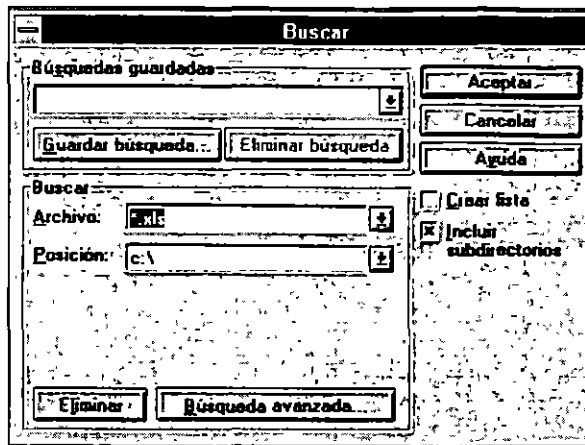 Buscar
Búsquedas guardadas
Guardar búsqueda...
Eliminar búsqueda
Aceptar
Cancelar
Ayuda
Buscar
Archivo: *.xls
Posición: c:\
Crear lista
Incluir
subdirectorios
Eliminar
Búsqueda avanzada...